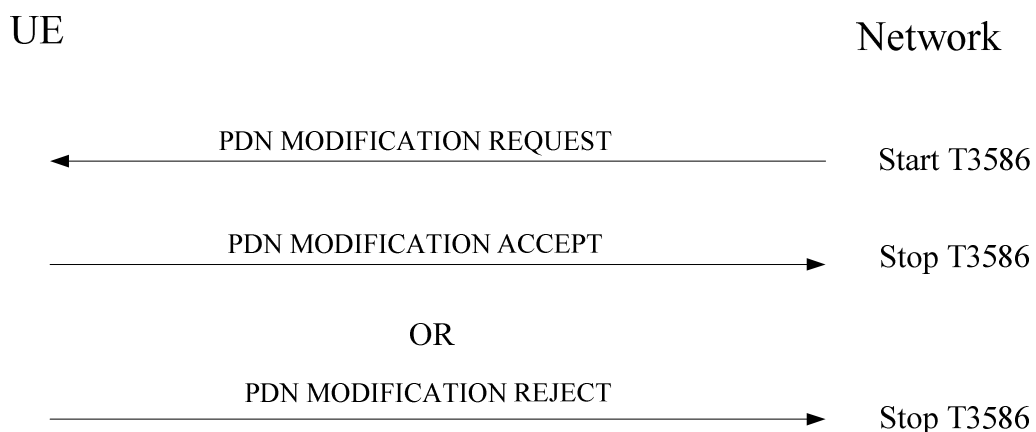 UE
Network
PDN MODIFICATION REQUEST
Start T3586
PDN MODIFICATION ACCEPT
Stop T3586
OR
PDN MODIFICATION REJECT
Stop T3586